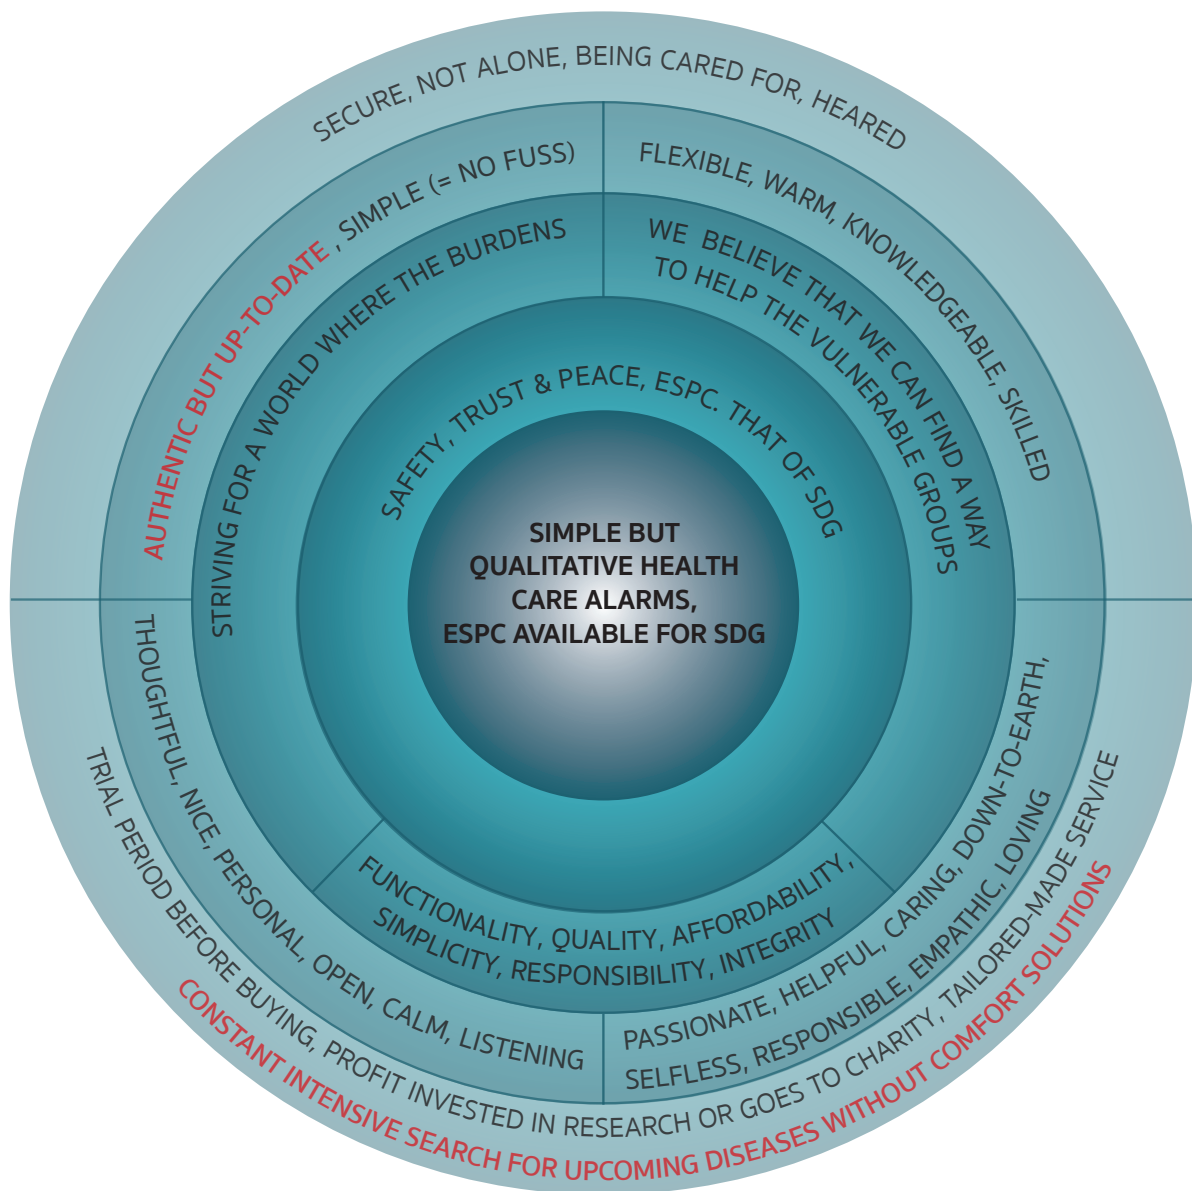 SECURE, NOT ALONE, BEING CARED FOR, HEARED
AUTHENTIC BUT UP-TO-DATE , SIMPLE (= NO FUSS)
FLEXIBLE, WARM, KNOWLEDGEABLE, SKILLED
STRIVING FOR A WORLD WHERE THE BURDENS
WE BELIEVE THAT WE CAN FIND A WAY
TO HELP THE VULNERABLE GROUPS
SAFETY, TRUST & PEACE, ESPC. THAT OF SDG
SIMPLE BUT
QUALITATIVE HEALTH
CARE ALARMS,
ESPC AVAILABLE FOR SDG
FUNCTIONALITY, QUALITY, AFFORDABILITY,
SIMPLICITY, RESPONSIBILITY, INTEGRITY
THOUGHTFUL, NICE, PERSONAL, OPEN, CALM, LISTENING
PASSIONATE, HELPFUL, CARING, DOWN-TO-EARTH,
SELFLESS, RESPONSIBLE, EMPATHIC, LOVING
TRIAL PERIOD BEFORE BUYING, PROFIT INVESTED IN RESEARCH OR GOES TO CHARITY, TAILORED-MADE SERVICE
CONSTANT INTENSIVE SEARCH FOR UPCOMING DISEASES WITHOUT COMFORT SOLUTIONS